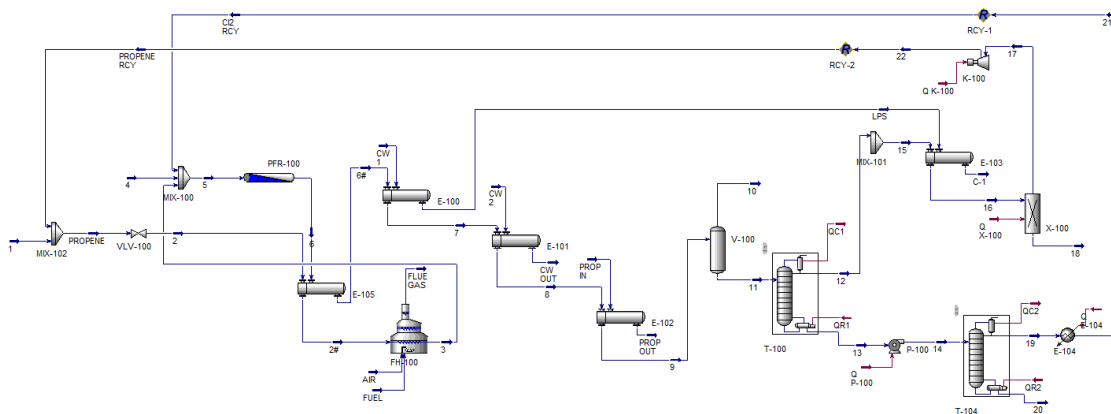 Cl2
RCY
RCY-1
21
PROPENE
RCY
RCY-2
22
K-100
17
Q K-100
LPS
CW
1
6#
PFR-100
MIX-101
15
E-103
C-1
4
MIX-100
5
E-100
CW
2
10
16
Q
X-100
X-100
18
1
MIX-102
PROPENE
VLV-100
2
6
7
E-101
CW
OUT
V-100
QC1
12
FLUE
GAS
E-105
8
PROP
IN
11
QC2
2#
FH-100
3
E-102
PROP
OUT
9
QR1
T-100
13
P-100
14
Q
P-100
19
Q
E-104
E-104
AIR
FUEL
QR2
T-104
20